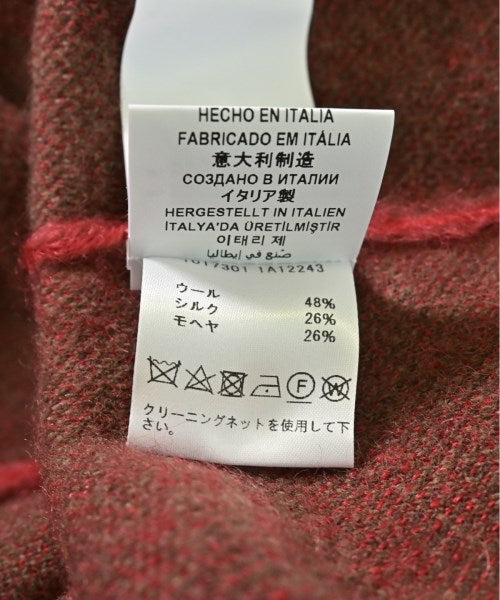 HECHO EN ITALIA
FABRICADO EM ITÁLIA
意大利制造
СОЗДАНО В ИТАЛИИ
イタリア製
HERGESTELLT IN ITALIEN
İTALYA'DA ÜRETİLMİŞTİR
이태리 제
صنع في إيطاليا
1017301 1A12243
ウール 48%
シルク 26%
モヘヤ 26%
F W
クリーニングネットを使用して下
さい。